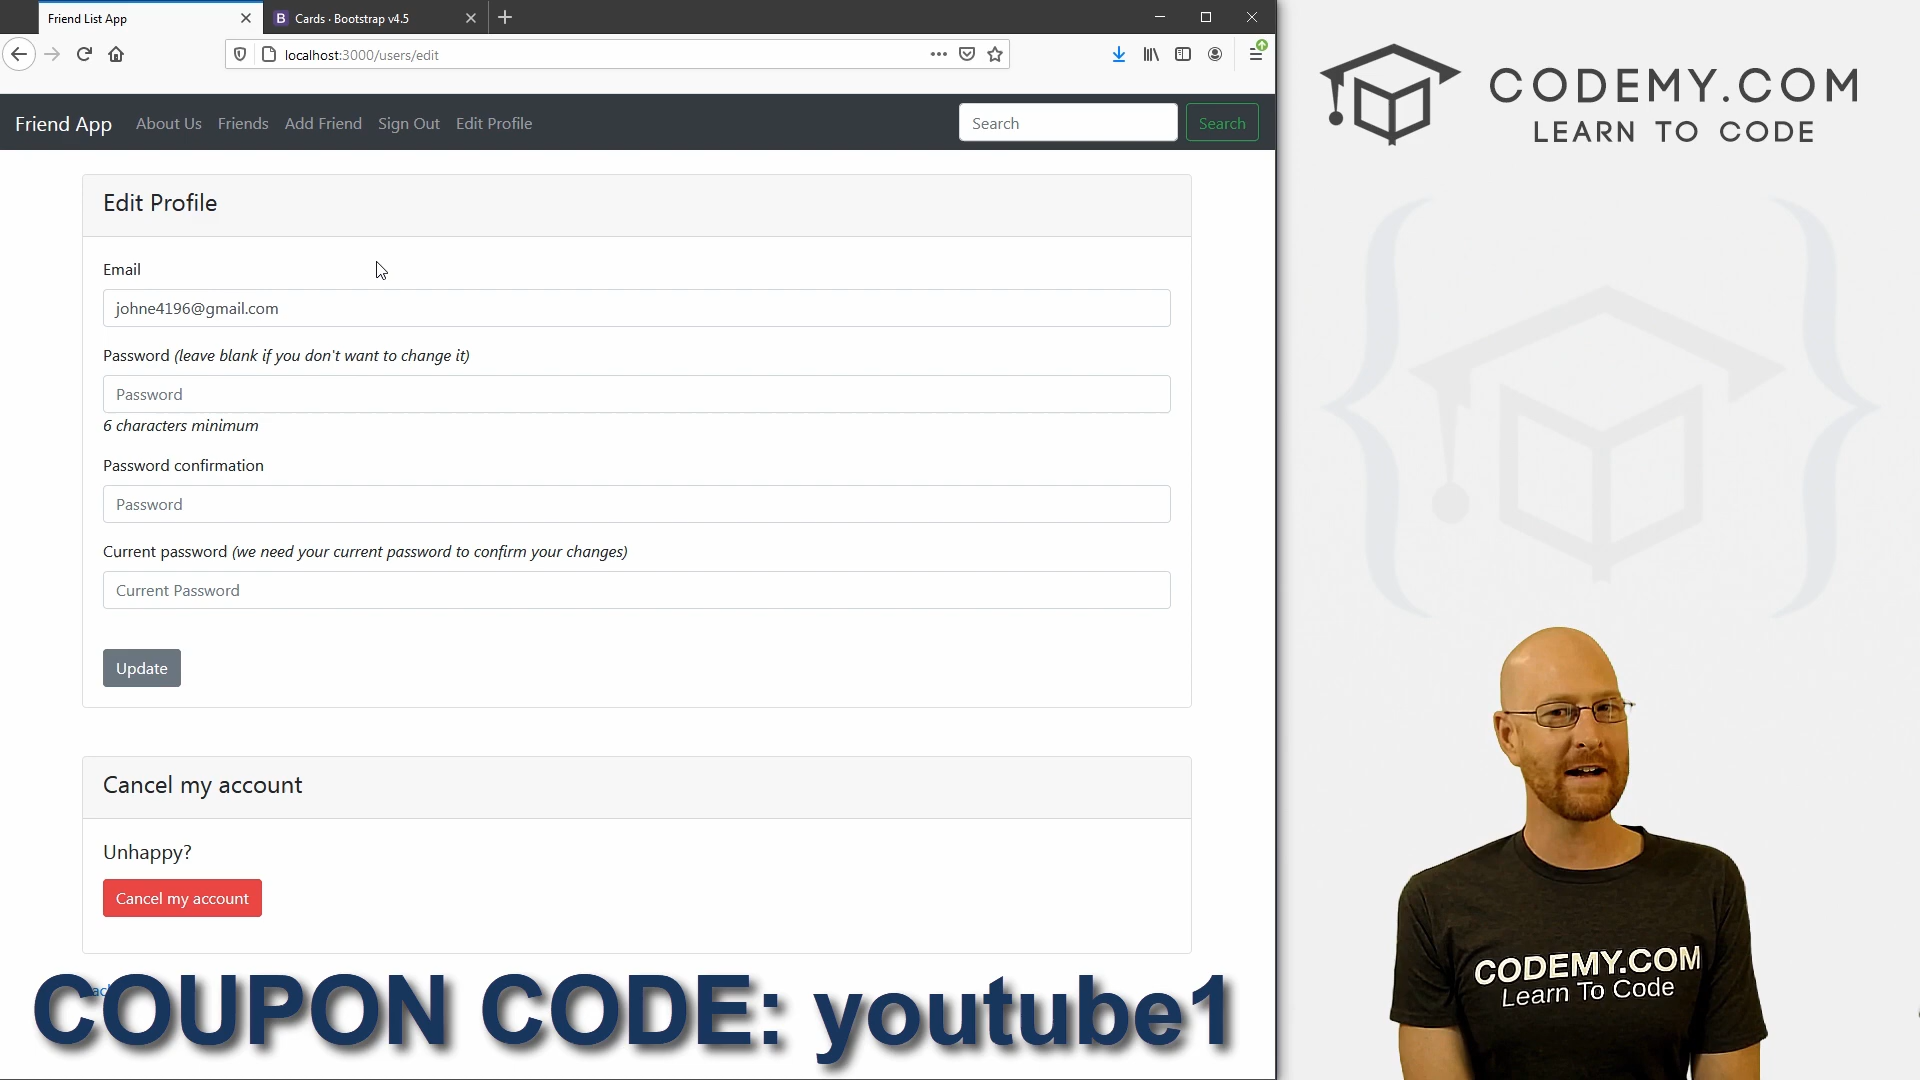 Friend List App
B Cards · Bootstrap v4.5
localhost:3000/users/edit
Friend App About Us Friends Add Friend Sign Out Edit Profile Search Search
CODEMY.COM
LEARN TO CODE
Edit Profile
Email
johne4196@gmail.com
Password (leave blank if you don't want to change it)
Password
6 characters minimum
Password confirmation
Password
Current password (we need your current password to confirm your changes)
Current Password
Update
Cancel my account
Unhappy?
Cancel my account
COUPON CODE: youtube1
CODEMY.COM
Learn To Code